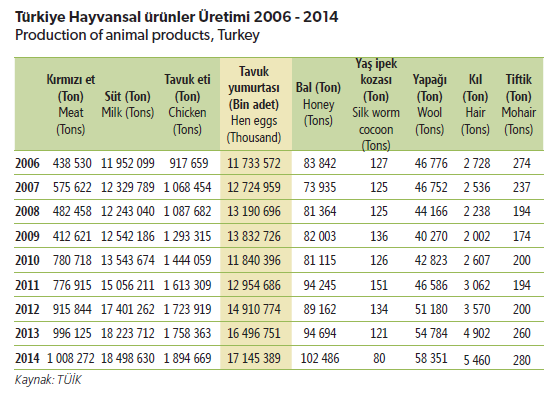 Türkiye Hayvansal ürünler Üretimi 2006 - 2014
Production of animal products, Turkey
Kırmızı et (Ton) Meat (Tons)
Süt (Ton) Milk (Tons)
Tavuk eti (Ton) Chicken (Tons)
Tavuk yumurtası (Bin adet) Hen eggs (Thousand)
Bal (Ton) Honey (Tons)
Yaş ipek kozası (Ton) Silk worm cocoon (Tons)
Yapağı (Ton) Wool (Tons)
Kıl (Ton) Hair (Tons)
Tiftik (Ton) Mohair (Tons)
2006 438 530 11 952 099 917 659 11 733 572 83 842 127 46 776 2 728 274
2007 575 622 12 329 789 1 068 454 12 724 959 73 935 125 46 752 2 536 237
2008 482 458 12 243 040 1 087 682 13 190 696 81 364 125 44 166 2 238 194
2009 412 621 12 542 186 1 293 315 13 832 726 82 003 136 40 270 2 002 174
2010 780 718 13 543 674 1 444 059 11 840 396 81 115 126 42 823 2 607 200
2011 776 915 15 056 211 1 613 309 12 954 686 94 245 151 46 586 3 062 194
2012 915 844 17 401 262 1 723 919 14 910 774 89 162 134 51 180 3 570 200
2013 996 125 18 223 712 1 758 363 16 496 751 94 694 121 54 784 4 902 260
2014 1 008 272 18 498 630 1 894 669 17 145 389 102 486 80 58 351 5 460 280
Kaynak: TÜİK